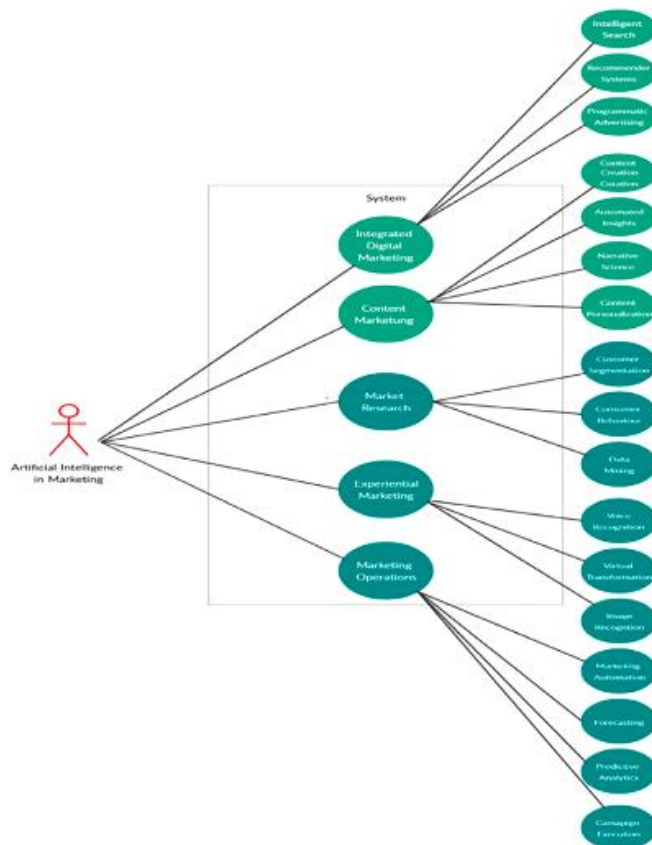 Intelligent
Search
Recommender
Systems
Programmatic
Advertising
Content
Creation
Curation
Automated
Insights
Narrative
Science
Content
Personalization
Customer
Segmentation
Consumer
Behaviour
Data
Mining
Voice
Recognition
Virtual
Transformation
Image
Recognition
Marketing
Automation
Forecasting
Predictive
Analytics
Execution
System
Integrated
Digital
Marketing
Content
Marketung
Market
Research
Experiential
Marketing
Marketing
Operations
Artificial Intelligence
in Marketing